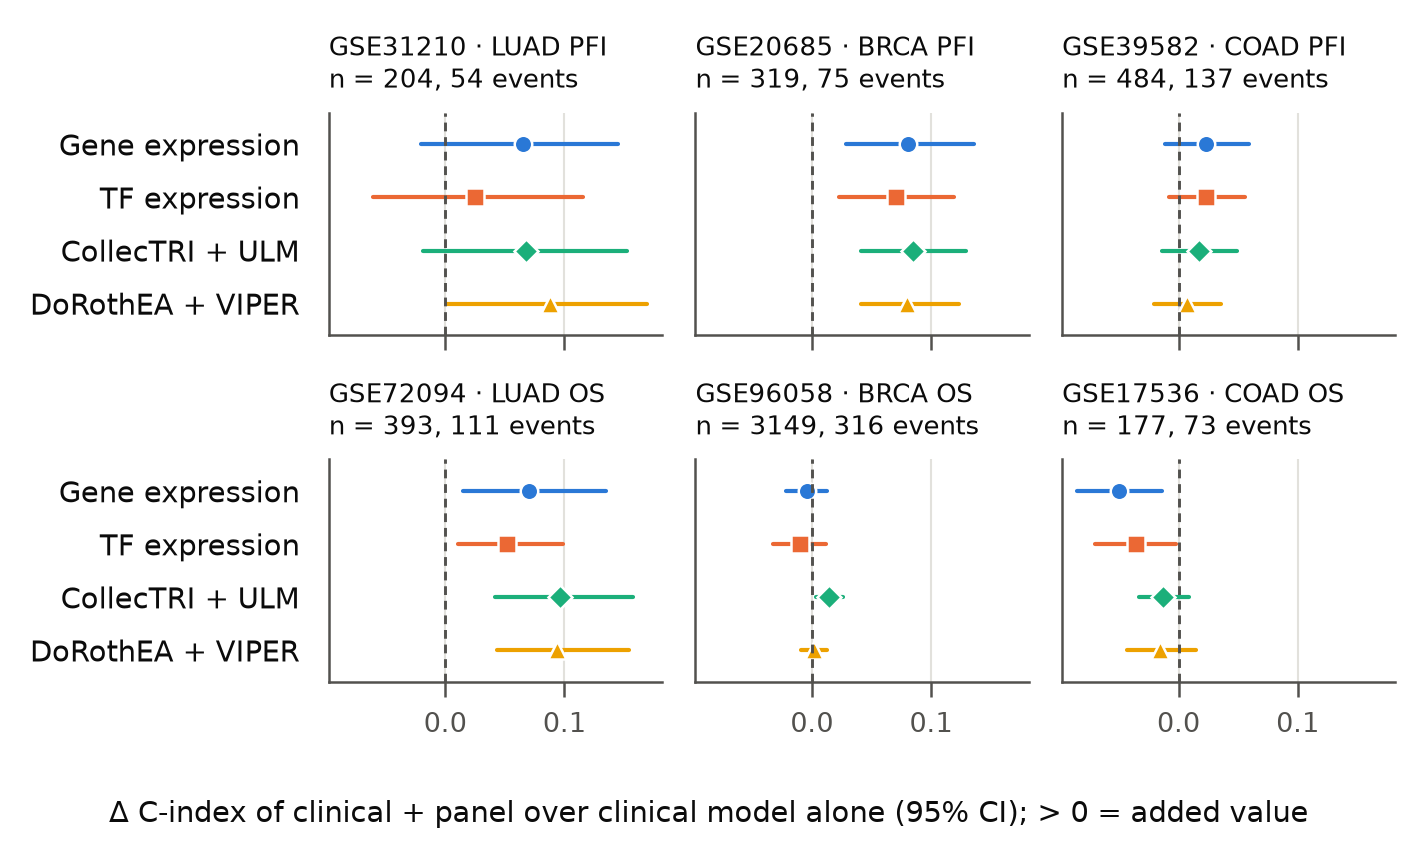 GSE31210 · LUAD PFI
n = 204, 54 events
GSE20685 · BRCA PFI
n = 319, 75 events
GSE39582 · COAD PFI
n = 484, 137 events
Gene expression
TF expression
CollecTRI + ULM
DoRothEA + VIPER
GSE72094 · LUAD OS
n = 393, 111 events
GSE96058 · BRCA OS
n = 3149, 316 events
GSE17536 · COAD OS
n = 177, 73 events
Gene expression
TF expression
CollecTRI + ULM
DoRothEA + VIPER
0.0 0.1 0.0 0.1 0.0 0.1
Δ C-index of clinical + panel over clinical model alone (95% CI); > 0 = added value